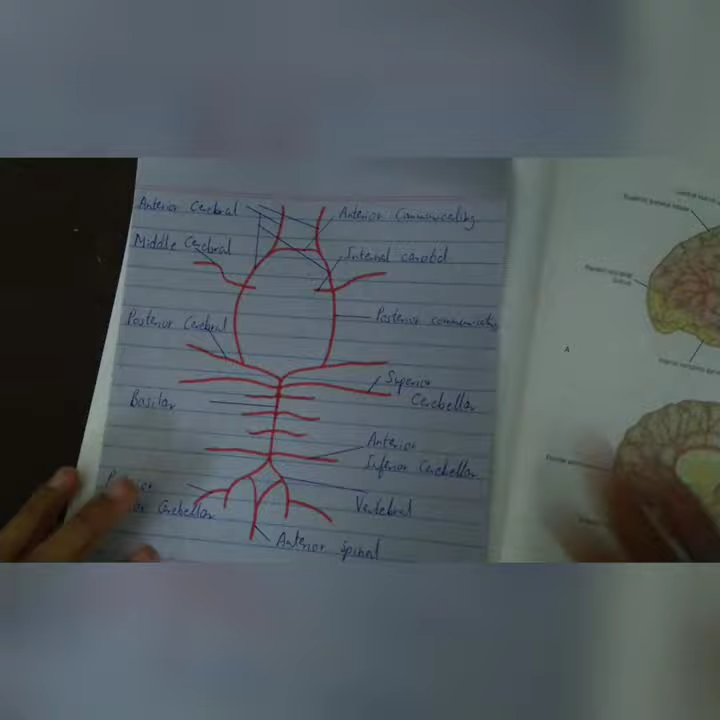 Anterior Cerebral
Anterior Communicating
Middle Cerebral
Internal carotid
Posterior Cerebral
Posterior communicating
Superior
Cerebellar
Basilar
Anterior
Inferior Cerebellar
Cerebellar
Vertebral
Anterior spinal
A